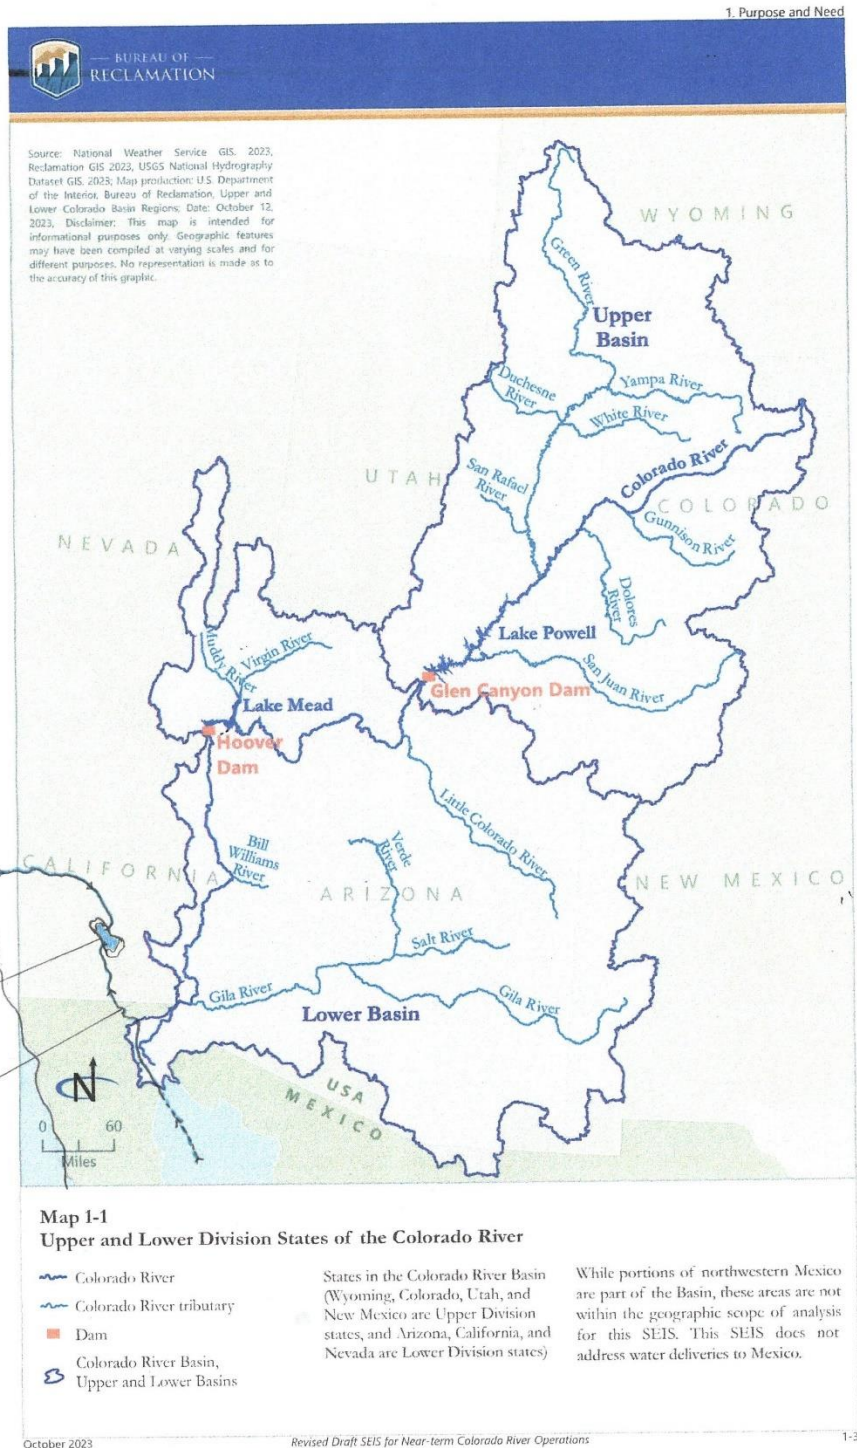 1. Purpose and Need
BUREAU OF
RECLAMATION
Source: National Weather Service GIS. 2023,
Reclamation GIS 2023, USGS National Hydrography
Dataset GIS. 2023; Map production: U.S. Department
of the Interior, Bureau of Reclamation, Upper and
Lower Colorado Basin Regions; Date: October 12,
2023, Disclaimer: This map is intended for
informational purposes only. Geographic features
may have been compiled at varying scales and for
different purposes. No representation is made as to
the accuracy of this graphic.
WYOMING
Green River
Upper
Basin
Duchesne
River
Yampa River
White River
UTAH
San Rafael
River
Colorado River
COLORADO
Gunnison River
NEVADA
Dolores
River
Muddy River
Virgin River
Lake Powell
San Juan River
Glen Canyon Dam
Lake Mead
Hoover
Dam
Little Colorado River
Bill
Williams
River
Verde
River
CALIFORNIA
ARIZONA
NEW MEXICO
Salt River
Gila River
Gila River
Lower Basin
USA
MEXICO
N
0 60
Miles
Map 1-1
Upper and Lower Division States of the Colorado River
Colorado River
Colorado River tributary
Dam
Colorado River Basin,
Upper and Lower Basins
States in the Colorado River Basin
(Wyoming, Colorado, Utah, and
New Mexico are Upper Division
states, and Arizona, California, and
Nevada are Lower Division states)
While portions of northwestern Mexico
are part of the Basin, these areas are not
within the geographic scope of analysis
for this SEIS. This SEIS does not
address water deliveries to Mexico.
October 2023
Revised Draft SEIS for Near-term Colorado River Operations
1-3